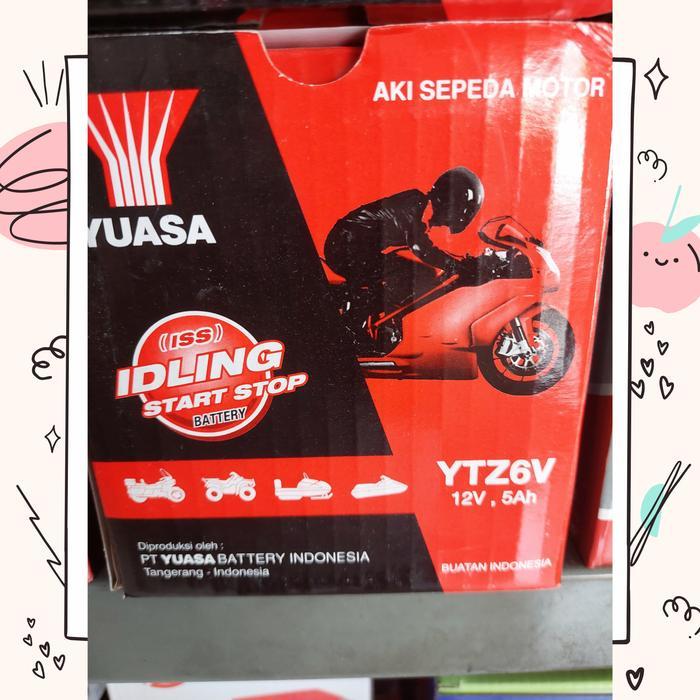 AKI SEPEDA MOTOR
YUASA
(ISS)
IDLING
START STOP
BATTERY
YTZ6V
12V , 5Ah
Diproduksi oleh :
PT YUASA BATTERY INDONESIA
Tangerang - Indonesia
BUATAN INDONESIA